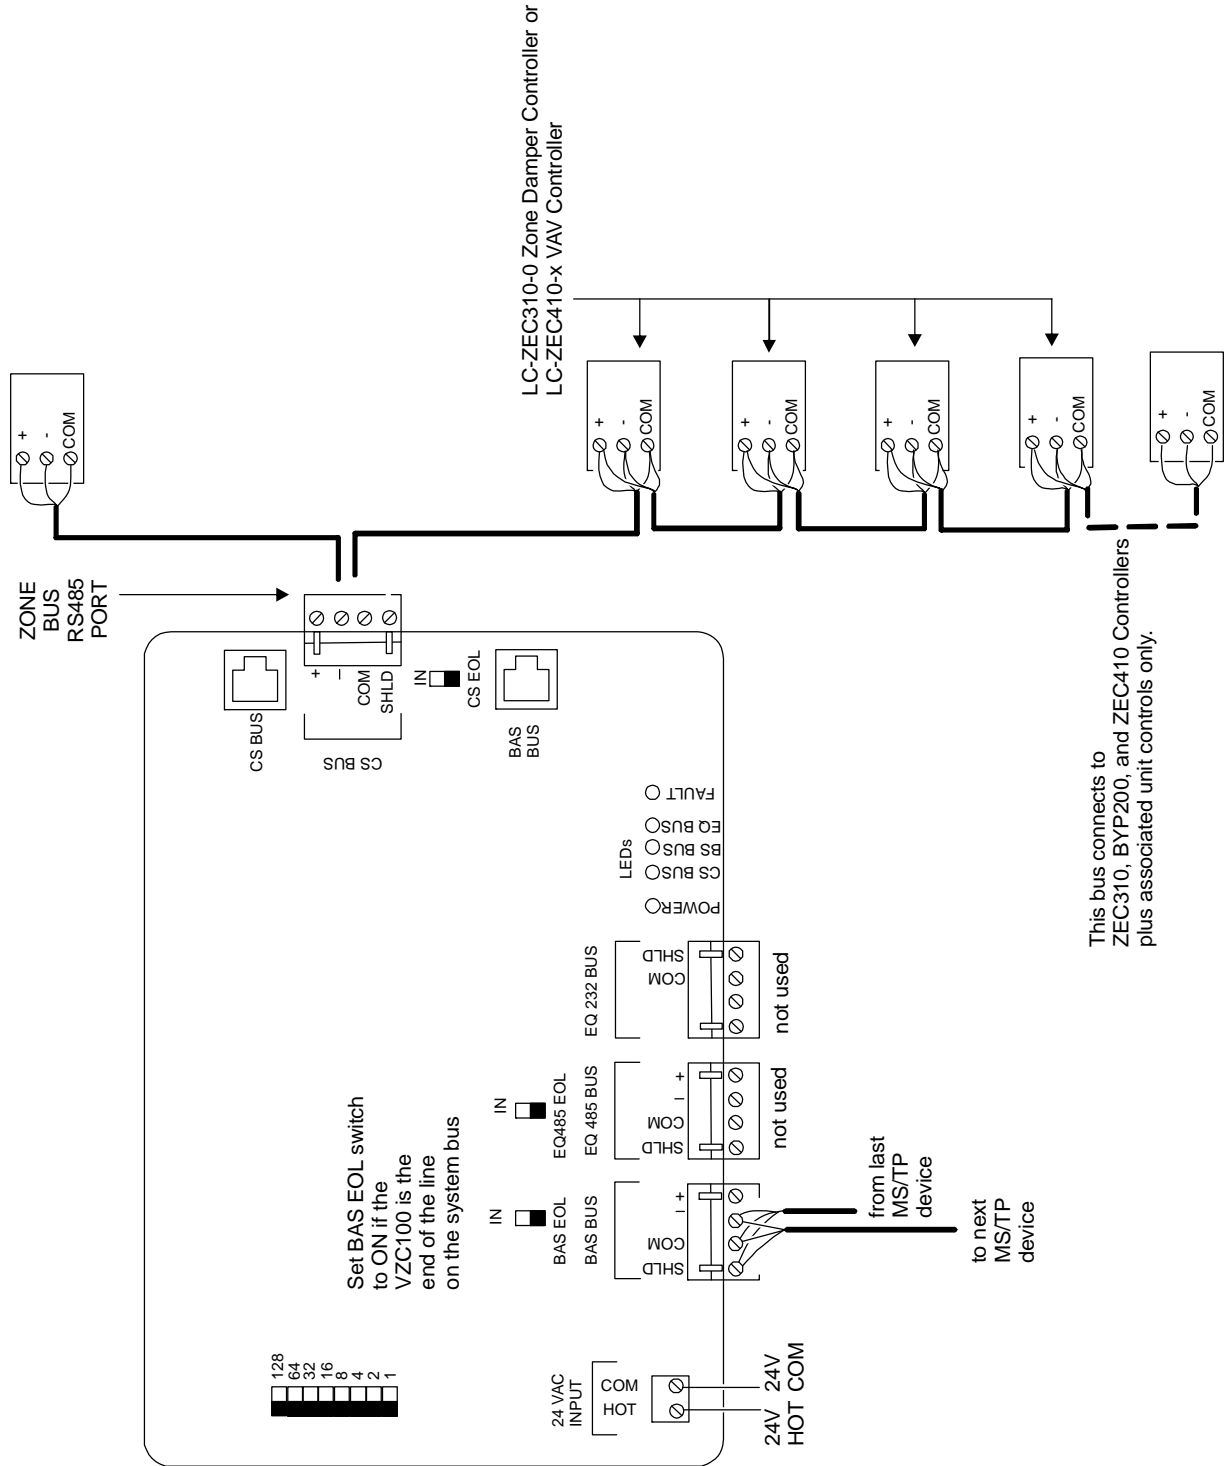 LC-ZEC310-0 Zone Damper Controller or
LC-ZEC410-x VAV Controller
+
-
COM
+
-
COM
+
-
COM
+
-
COM
+
-
COM
+
-
COM
ZONE
BUS
RS485
PORT
CS BUS
+
–
COM
SHLD
CS BUS
IN
CS EOL
BAS
BUS
This bus connects to
ZEC310, BYP200, and ZEC410 Controllers
plus associated unit controls only.
LEDs
FAULT
EQ BUS
BS BUS
CS BUS
POWER
EQ 232 BUS
SHLD
COM
not used
IN
EQ485 EOL
EQ 485 BUS
+
–
COM
SHLD
not used
Set BAS EOL switch
to ON if the
VZC100 is the
end of the line
on the system bus
IN
BAS EOL
BAS BUS
+
–
COM
SHLD
from last
MS/TP
device
to next
MS/TP
device
128
64
32
16
8
4
2
1
24 VAC
INPUT
COM
HOT
24V
HOT
24V
COM